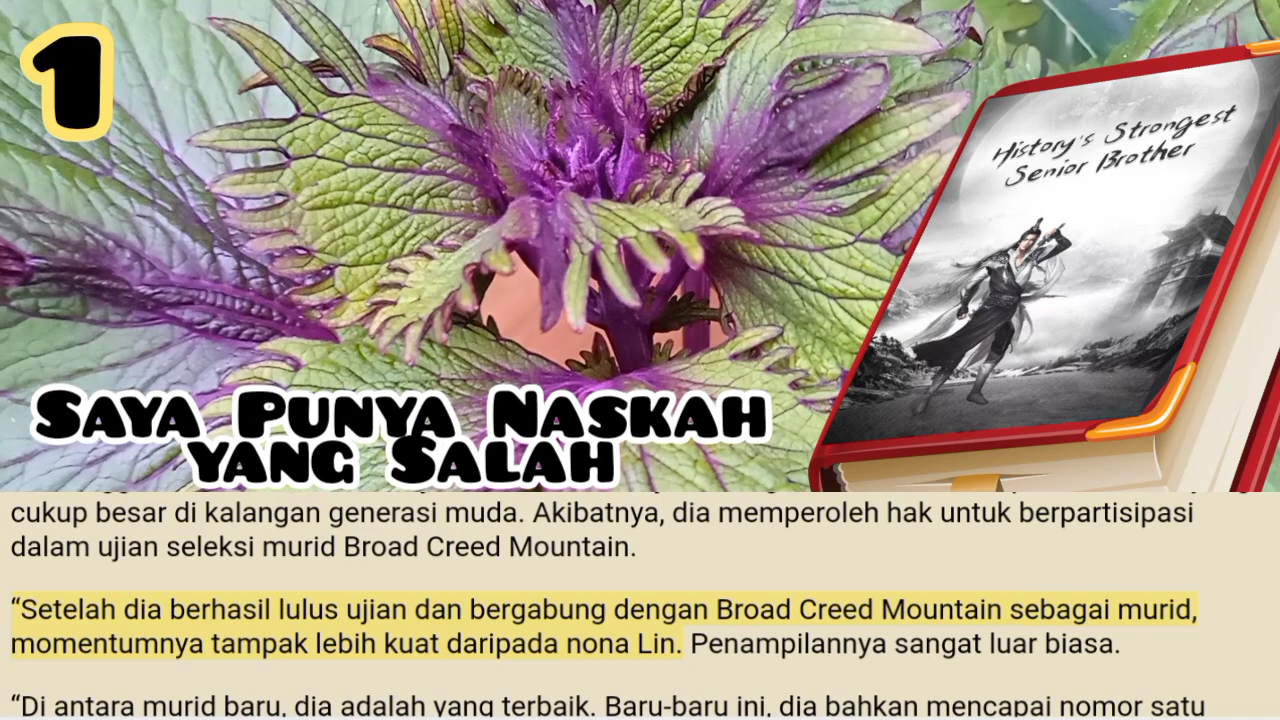 1
History's Strongest
Senior Brother
SAYA PUNYA NASKAH
YANG SALAH
cukup besar di kalangan generasi muda. Akibatnya, dia memperoleh hak untuk berpartisipasi
dalam ujian seleksi murid Broad Creed Mountain.
“Setelah dia berhasil lulus ujian dan bergabung dengan Broad Creed Mountain sebagai murid,
momentumnya tampak lebih kuat daripada nona Lin. Penampilannya sangat luar biasa.
“Di antara murid baru, dia adalah yang terbaik. Baru-baru ini, dia bahkan mencapai nomor satu